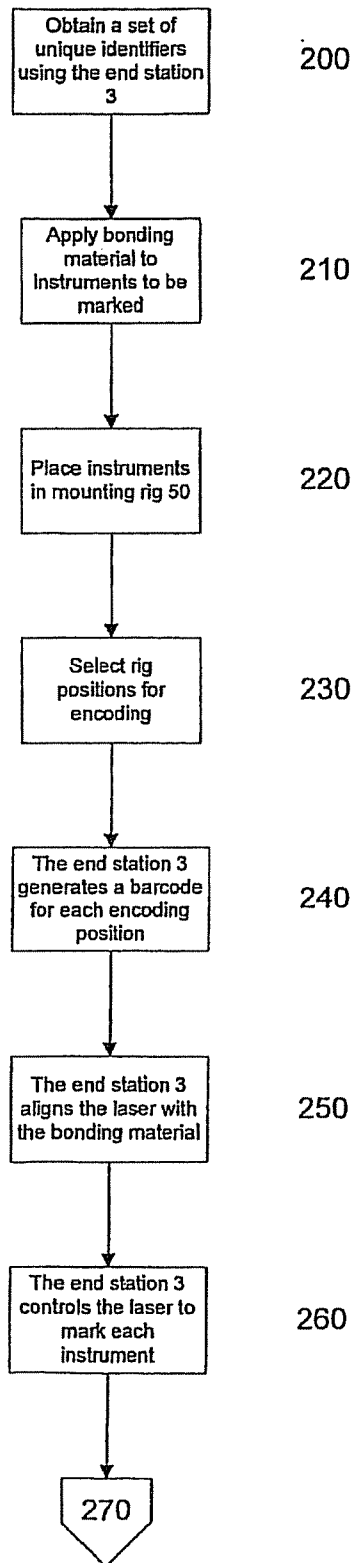 Obtain a set of
unique identifiers
using the end station
3
200
Apply bonding
material to
instruments to be
marked
210
Place instruments
in mounting rig 50
220
Select rig
positions for
encoding
230
The end station 3
generates a barcode
for each encoding
position
240
The end station 3
aligns the laser with
the bonding material
250
The end station 3
controls the laser to
mark each
instrument
260
270